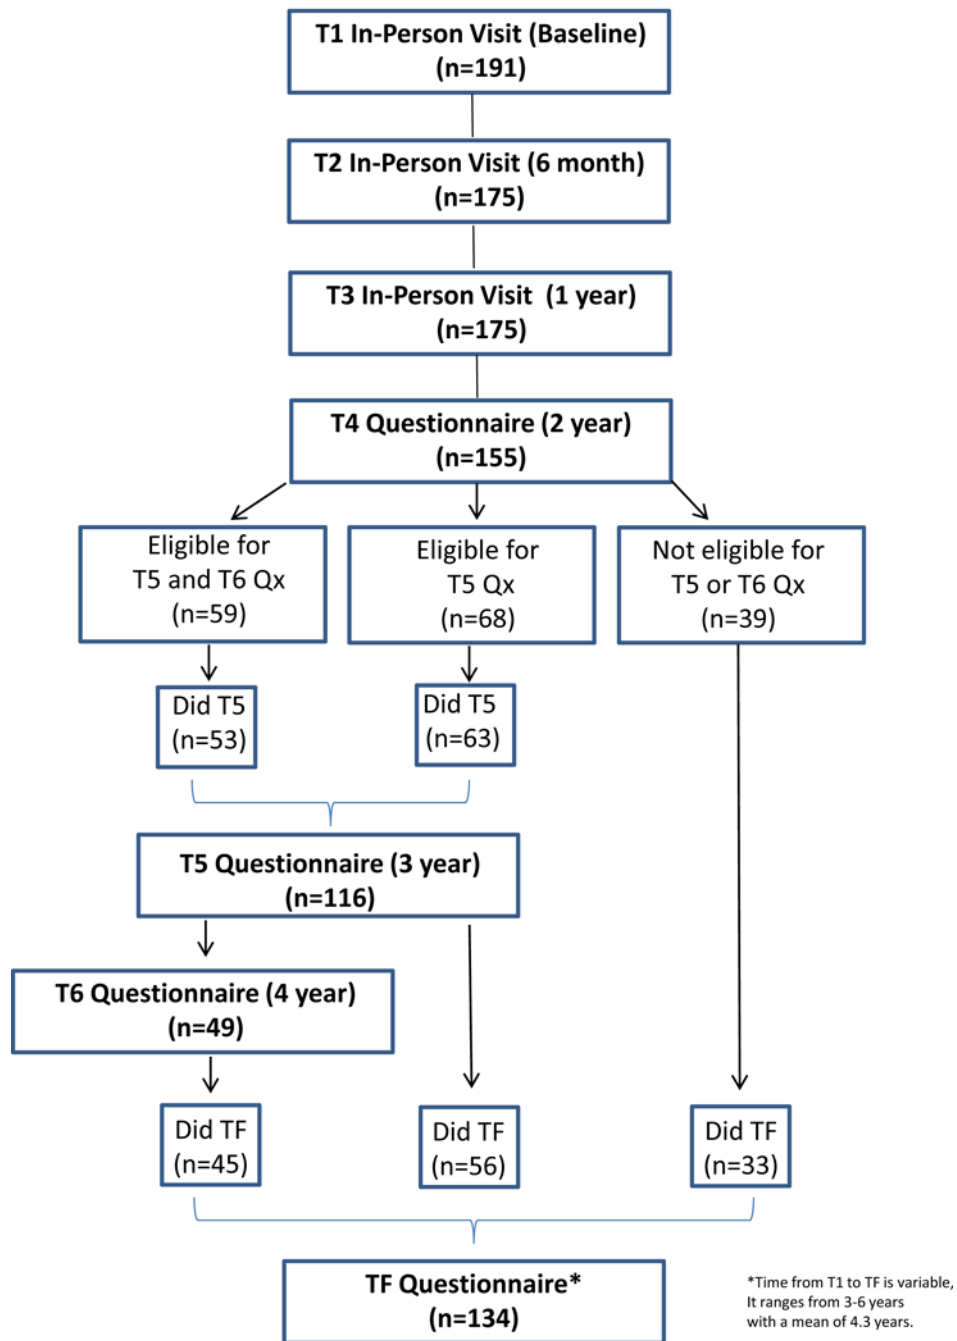 T1 In-Person Visit (Baseline)
(n=191)
T2 In-Person Visit (6 month)
(n=175)
T3 In-Person Visit (1 year)
(n=175)
T4 Questionnaire (2 year)
(n=155)
Eligible for
T5 and T6 Qx
(n=59)
Eligible for
T5 Qx
(n=68)
Not eligible for
T5 or T6 Qx
(n=39)
Did T5
(n=53)
Did T5
(n=63)
T5 Questionnaire (3 year)
(n=116)
T6 Questionnaire (4 year)
(n=49)
Did TF
(n=45)
Did TF
(n=56)
Did TF
(n=33)
TF Questionnaire*
(n=134)
*Time from T1 to TF is variable,
It ranges from 3-6 years
with a mean of 4.3 years.